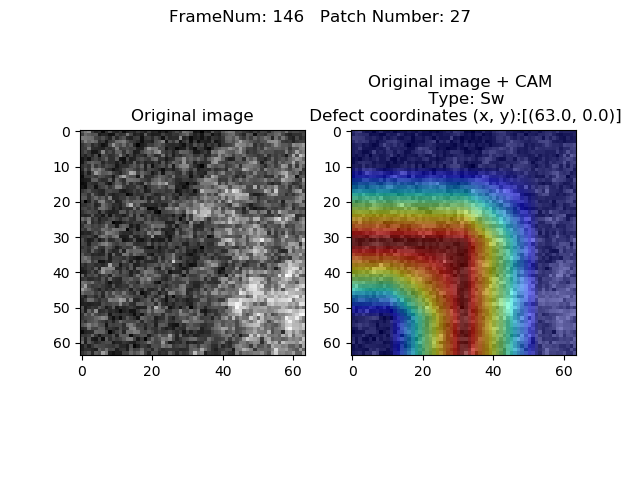 FrameNum: 146   Patch Number: 27
Original image
Original image + CAM
Type: Sw
Defect coordinates (x, y):[(63.0, 0.0)]
0
10
20
30
40
50
60
0 20 40 60
0
10
20
30
40
50
60
0 20 40 60